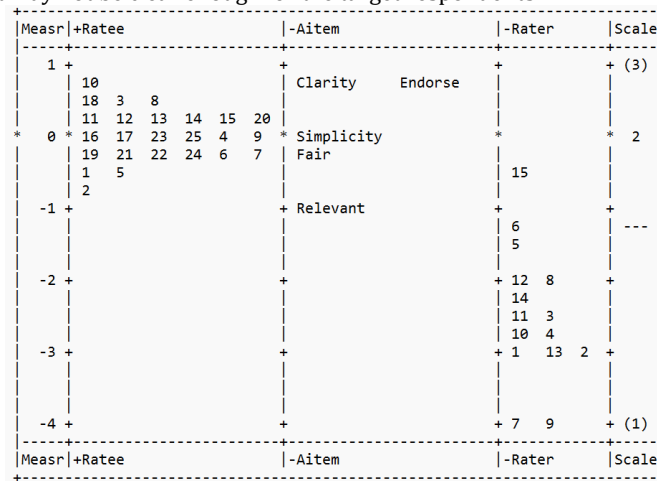 |Measr|+Ratee |-Aitem |-Rater |Scale
| 1 + + + + (3)
| | 10 | Clarity Endorse | |
| | 18 3 8 | | |
| | 11 12 13 14 15 20 | | |
* 0 * 16 17 23 25 4 9 * Simplicity * * 2
| | 19 21 22 24 6 7 | Fair | |
| | 1 5 | | 15 |
| | 2 | | |
| -1 + + Relevant + +
| | | | 6 | ---
| | | | 5 |
| -2 + + + 12 8 +
| | | | 14 |
| | | | 11 3 |
| | | | 10 4 |
| -3 + + + 1 13 2 +
| -4 + + + 7 9 + (1)
|Measr|+Ratee |-Aitem |-Rater |Scale